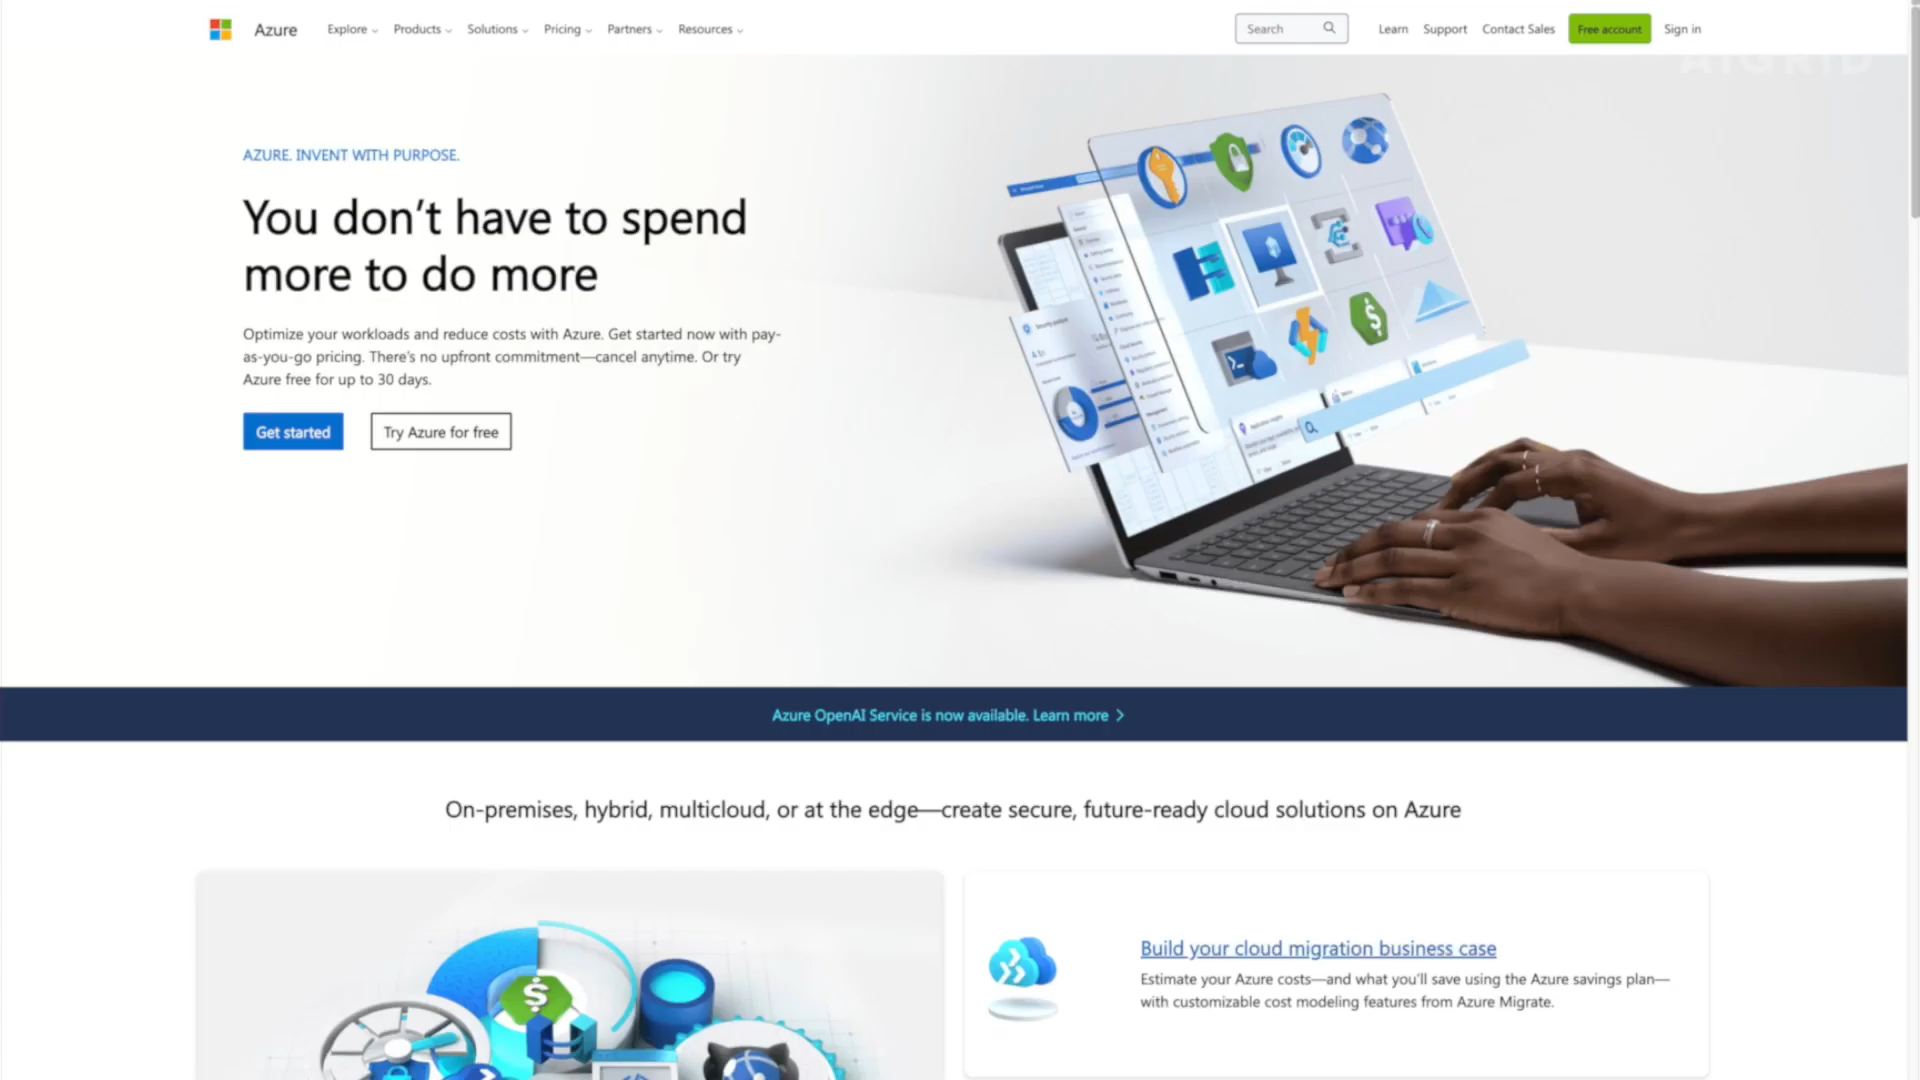 Azure
Explore
Products
Solutions
Pricing
Partners
Resources
Search
Learn
Support
Contact Sales
Free account
Sign in
AIGRID
AZURE. INVENT WITH PURPOSE.
You don't have to spend
more to do more
Optimize your workloads and reduce costs with Azure. Get started now with pay-
as-you-go pricing. There's no upfront commitment—cancel anytime. Or try
Azure free for up to 30 days.
Get started
Try Azure for free
Azure OpenAI Service is now available. Learn more
On-premises, hybrid, multicloud, or at the edge—create secure, future-ready cloud solutions on Azure
Build your cloud migration business case
Estimate your Azure costs—and what you'll save using the Azure savings plan—
with customizable cost modeling features from Azure Migrate.